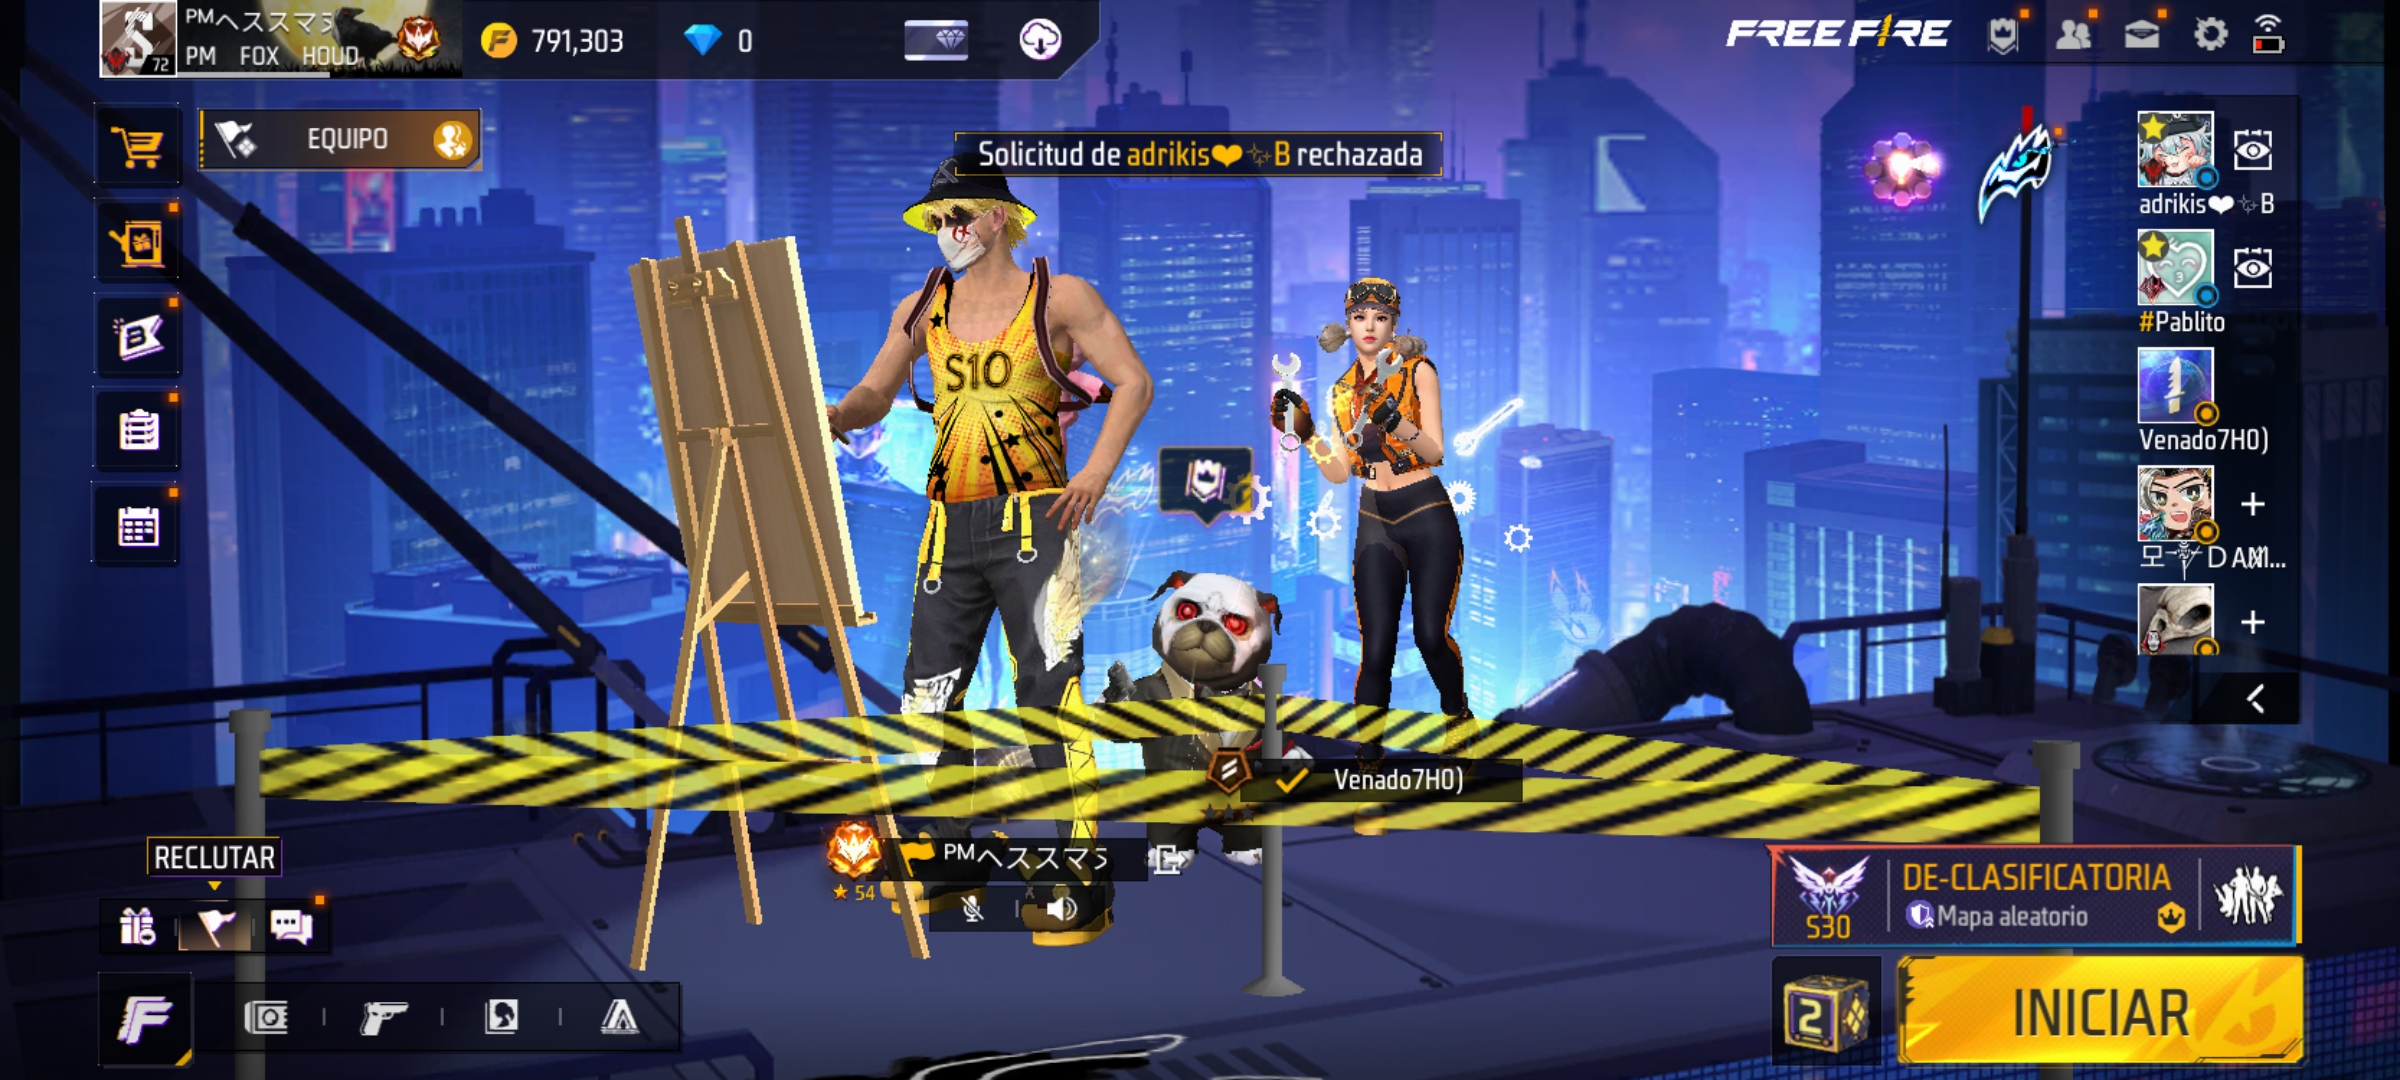 PMヘススマう
PM FOX HOUD
72
791,303
0
FREE FIRE
EQUIPO
Solicitud de adrikis❤✨B rechazada
adrikis❤✨B
#Pablito
Venado7H0)
S10
Venado7H0)
PMヘススマう
54
RECLUTAR
DE-CLASIFICATORIA
Mapa aleatorio
S30
2
INICIAR